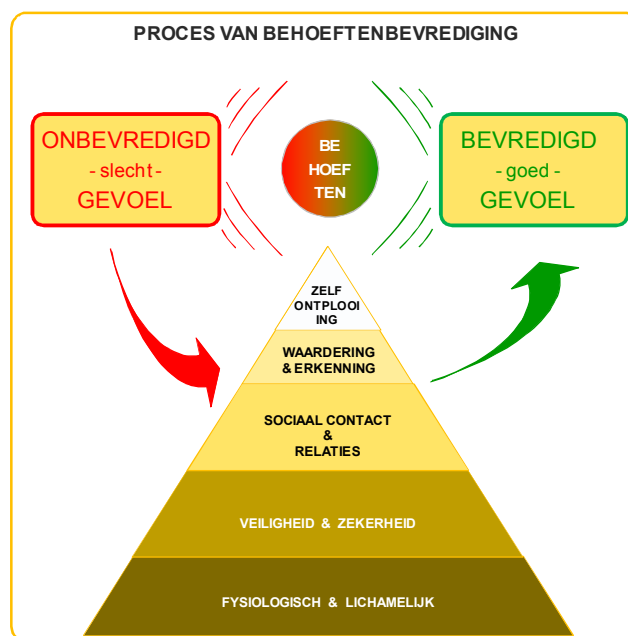 PROCES VAN BEHOEFTENBEVREDIGING
ONBEVREDIGD
- slecht -
GEVOEL
BE
HOEF
TEN
BEVREDIGD
- goed -
GEVOEL
ZELF
ONTPLOOI
ING
WAARDERING
& ERKENNING
SOCIAAL CONTACT
&
RELATIES
VEILIGHEID & ZEKERHEID
FYSIOLOGISCH & LICHAMELIJK